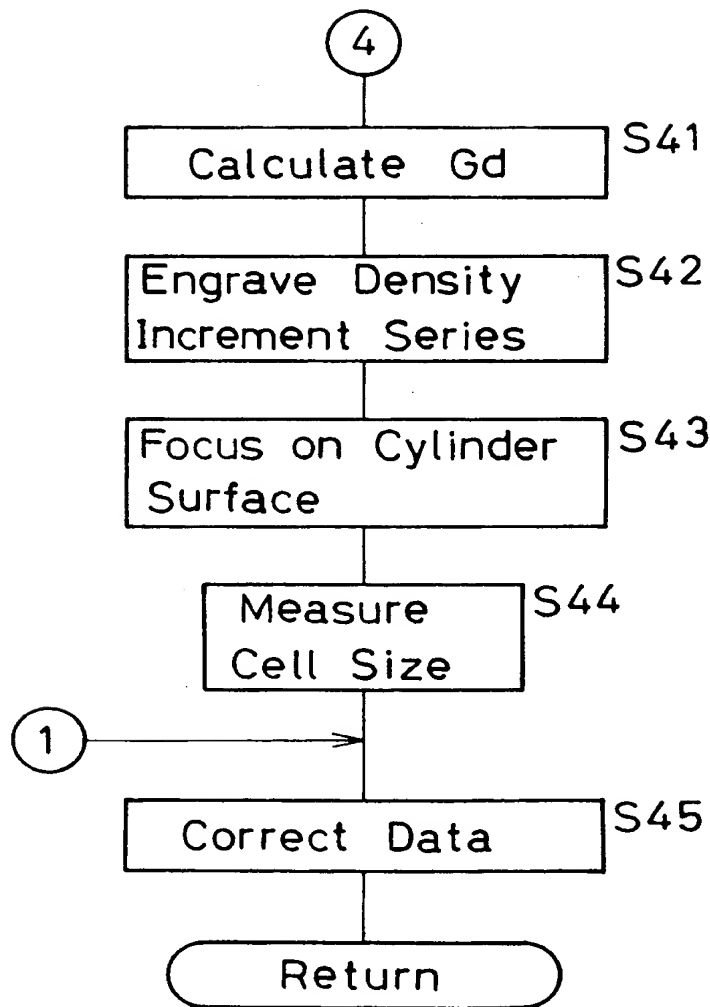 4
Calculate Gd
S41
Engrave Density
Increment Series
S42
Focus on Cylinder
Surface
S43
Measure
Cell Size
S44
1
Correct Data
S45
Return